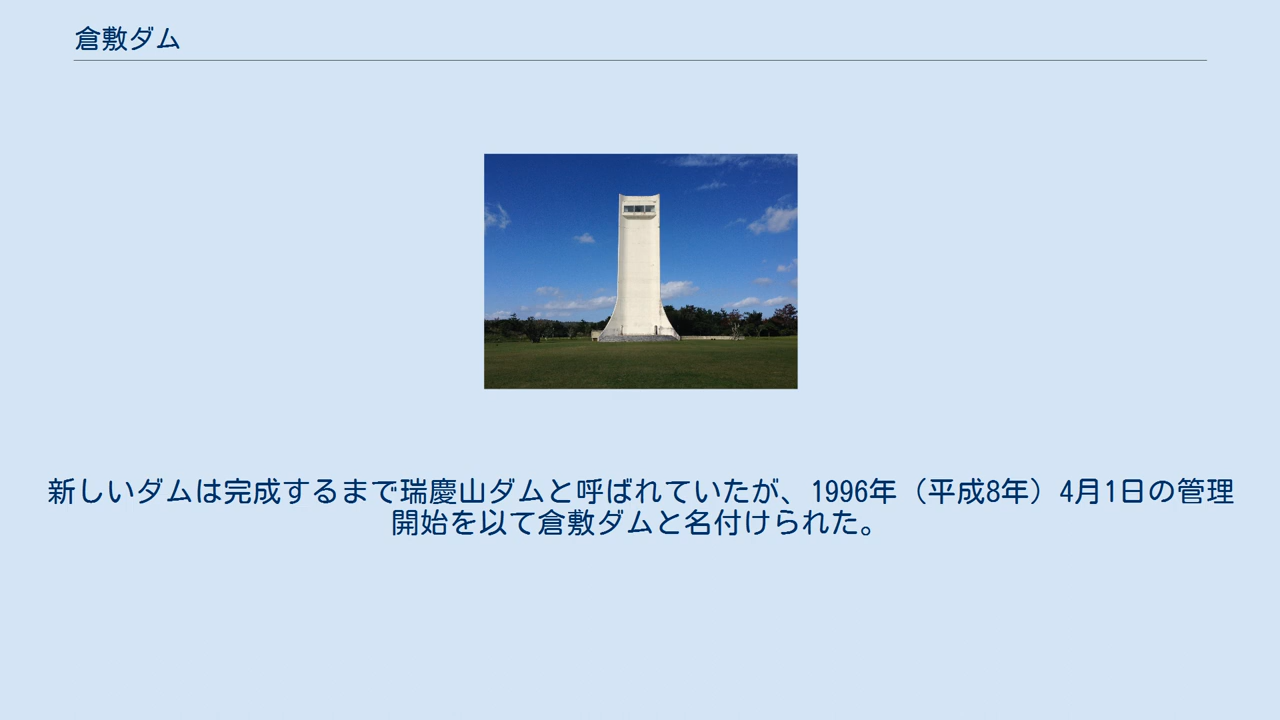 倉敷ダム
新しいダムは完成するまで瑞慶山ダムと呼ばれていたが、1996年（平成8年）4月1日の管理
開始を以て倉敷ダムと名付けられた。